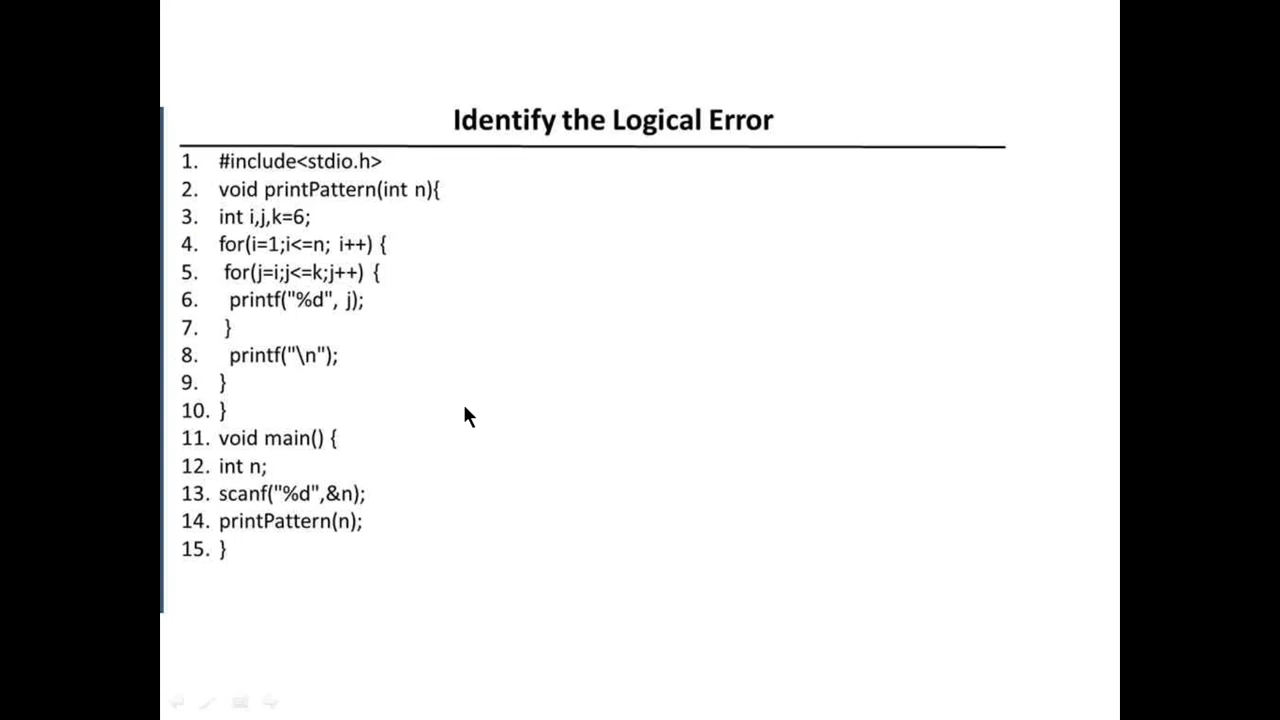 Identify the Logical Error
1. #include<stdio.h>
2. void printPattern(int n){
3. int i,j,k=6;
4. for(i=1;i<=n; i++) {
5. for(j=i;j<=k;j++) {
6. printf("%d", j);
7. }
8. printf("\n");
9. }
10. }
11. void main() {
12. int n;
13. scanf("%d",&n);
14. printPattern(n);
15. }